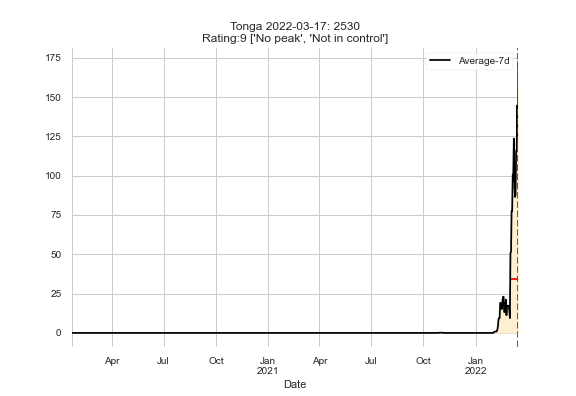 Tonga 2022-03-17: 2530
Rating:9 ['No peak', 'Not in control']
Average-7d
175
150
125
100
75
50
25
0
Apr
Jul
Oct
Jan
2021
Apr
Jul
Oct
Jan
2022
Date